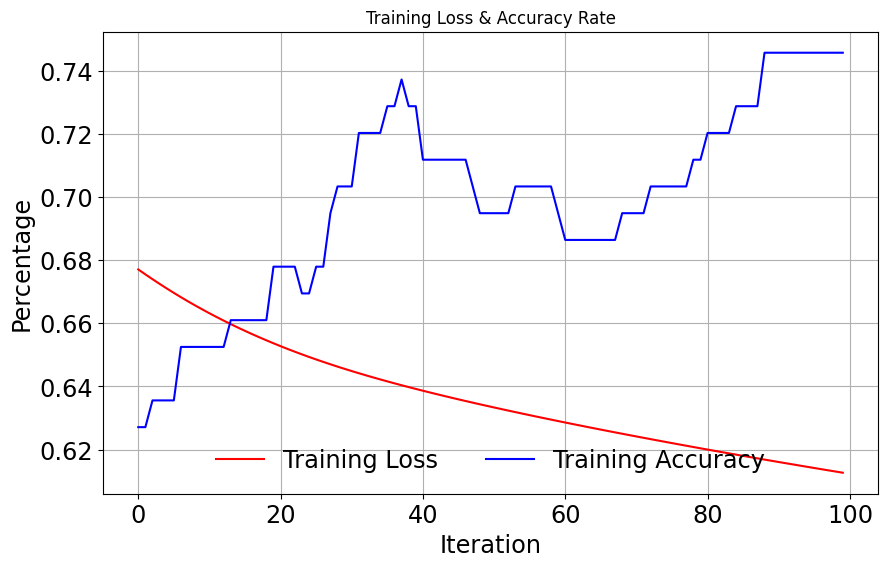 Training Loss & Accuracy Rate
0.74
0.72
0.70
0.68
0.66
0.64
0.62
Percentage
Training Loss
Training Accuracy
0 20 40 60 80 100
Iteration